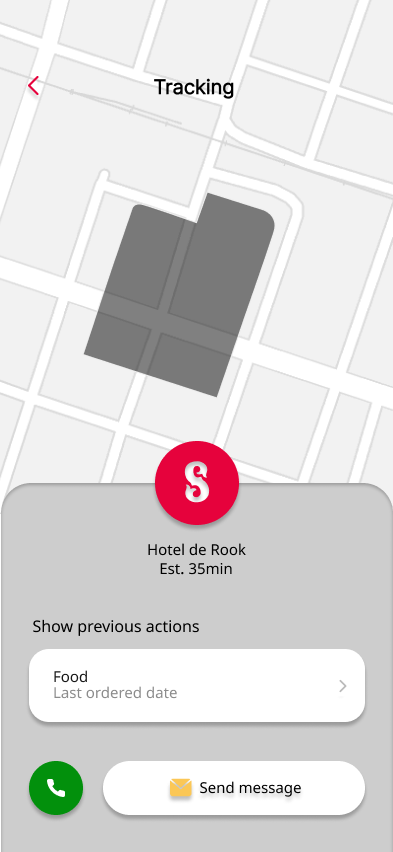 Tracking
S
Hotel de Rook
Est. 35min
Show previous actions
Food
Last ordered date
Send message